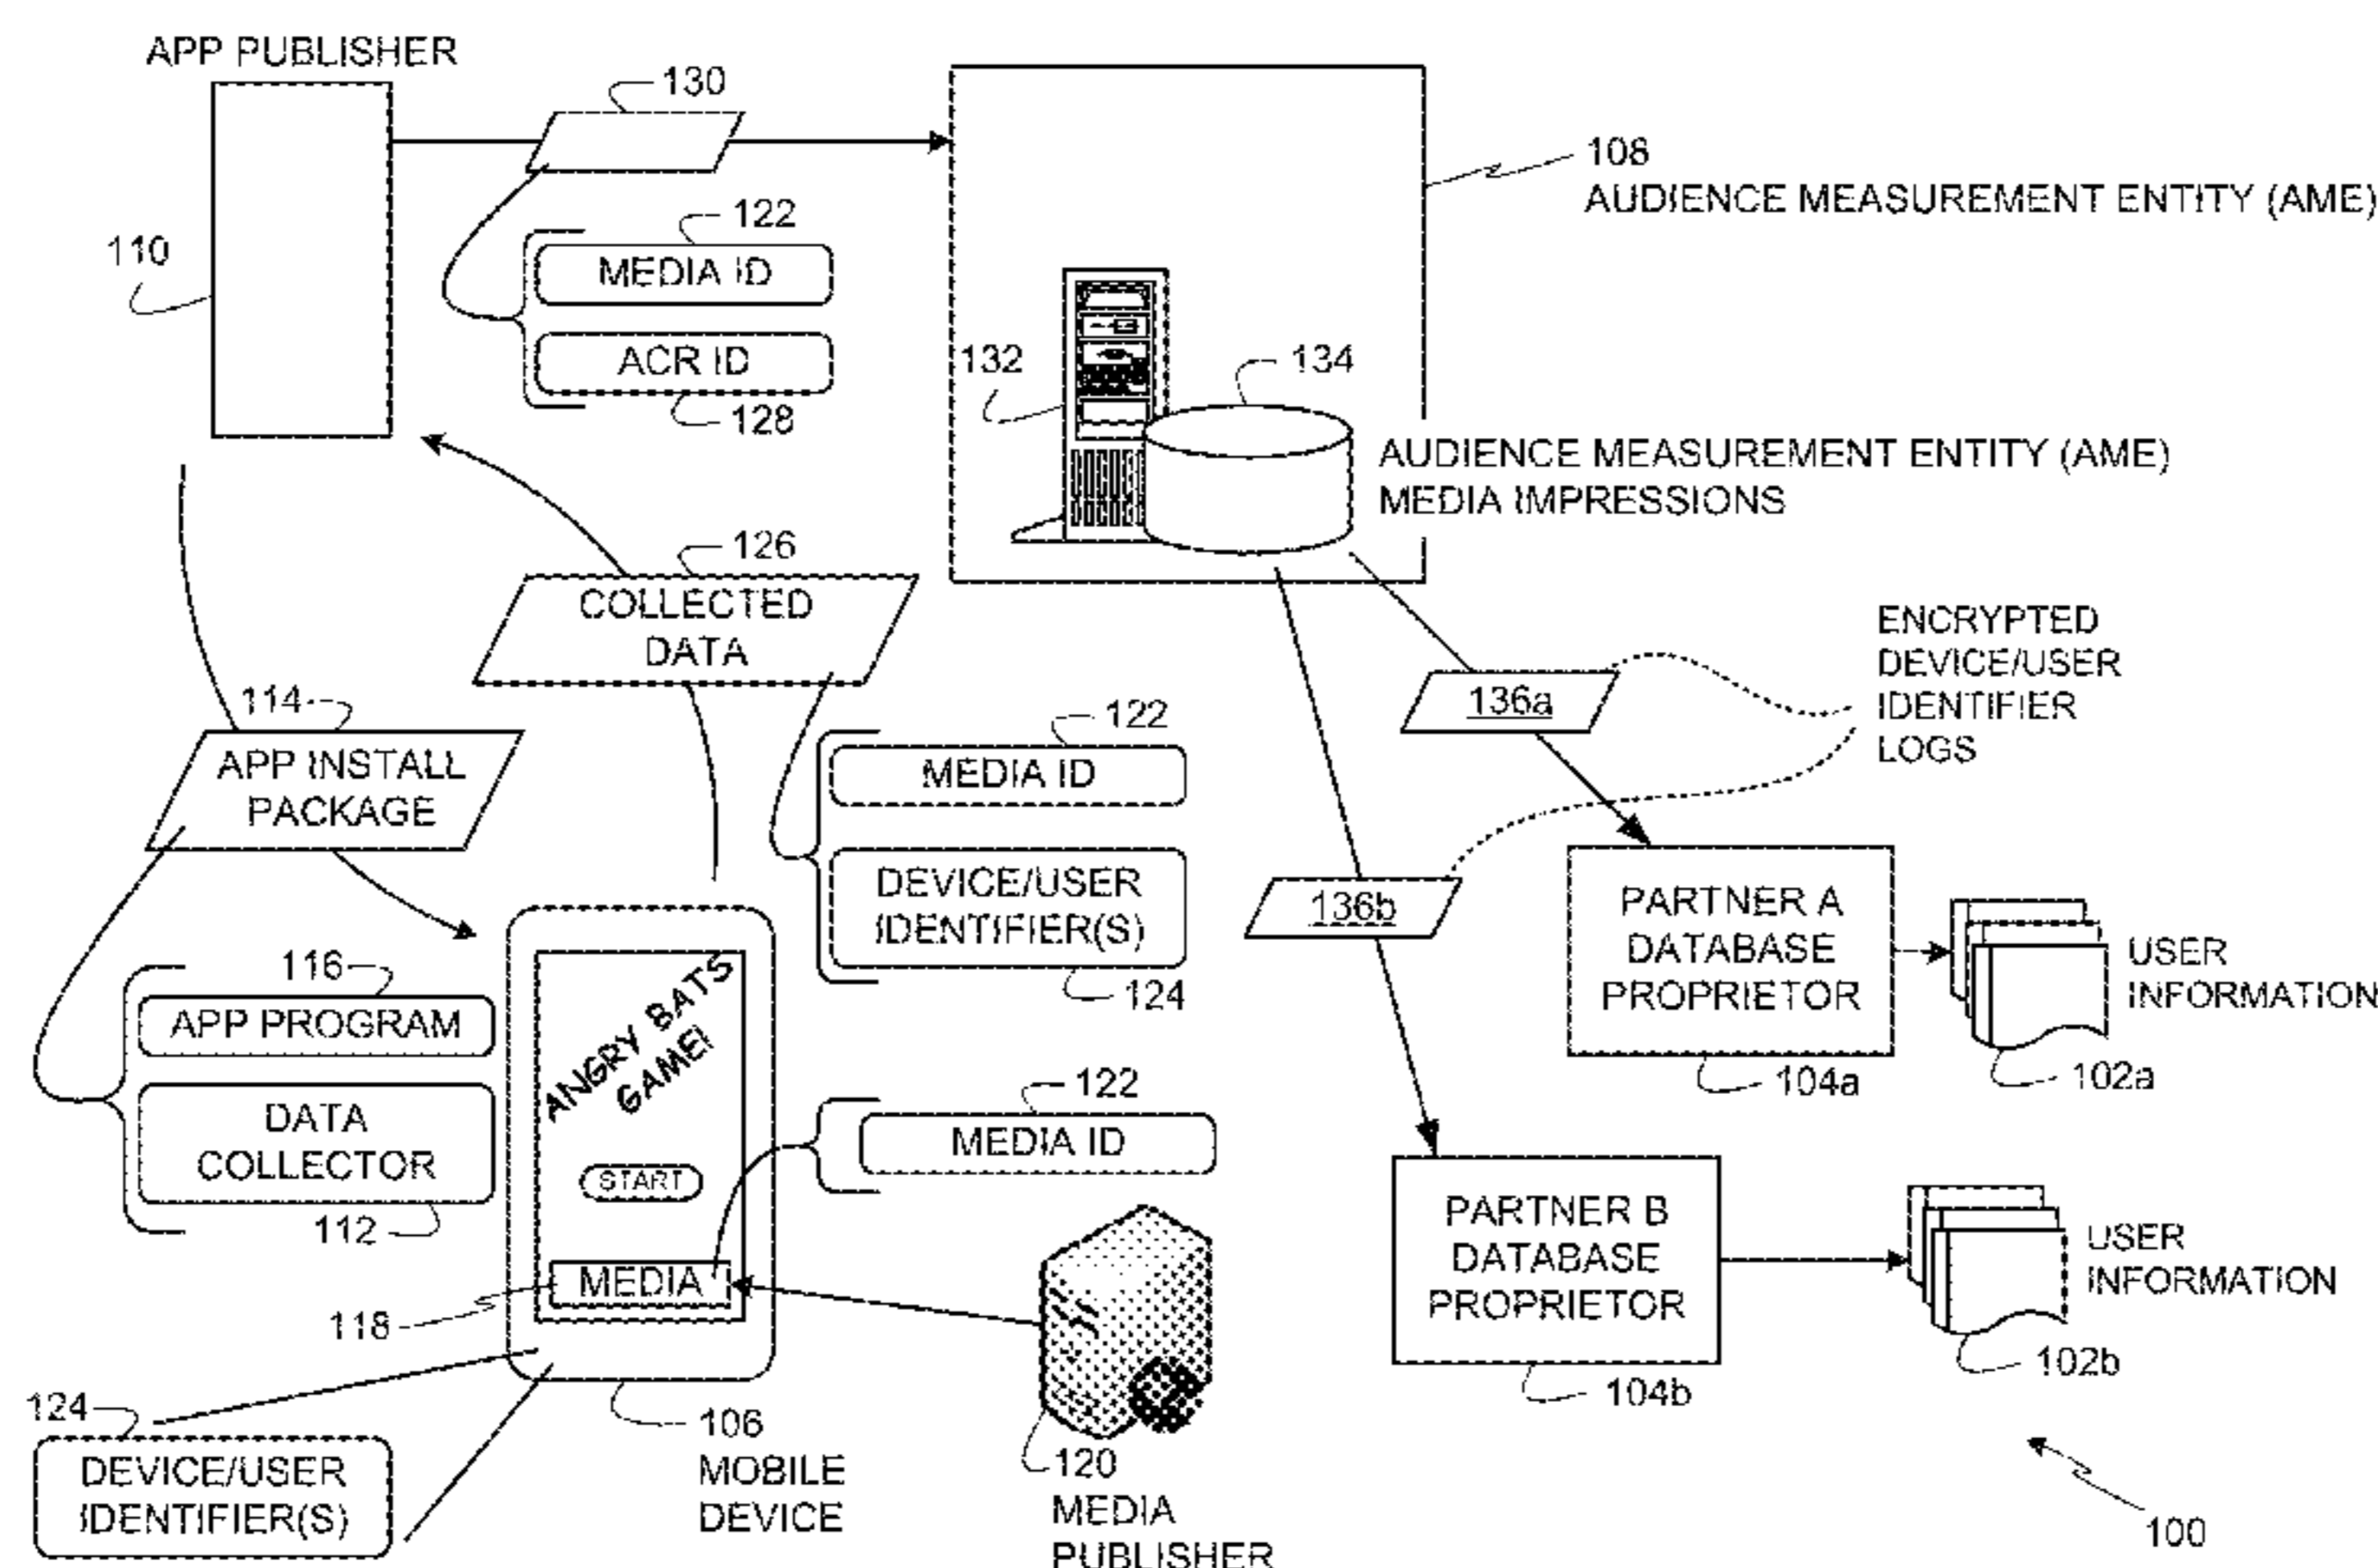 APP PUBLISHER
130
108
AUDIENCE MEASUREMENT ENTITY (AME)
110
122
MEDIA ID
ACR ID
128
132
134
AUDIENCE MEASUREMENT ENTITY (AME)
MEDIA IMPRESSIONS
126
COLLECTED
DATA
ENCRYPTED
DEVICE/USER
IDENTIFIER
LOGS
136a
136b
114
APP INSTALL
PACKAGE
122
MEDIA ID
DEVICE/USER
IDENTIFIER(S)
124
116
APP PROGRAM
DATA
COLLECTOR
112
ANGRY BATS
GAME!
START
MEDIA
118
122
MEDIA ID
PARTNER A
DATABASE
PROPRIETOR
104a
USER
INFORMATION
102a
PARTNER B
DATABASE
PROPRIETOR
104b
USER
INFORMATION
102b
124
DEVICE/USER
IDENTIFIER(S)
106
MOBILE
DEVICE
120
MEDIA
PUBLISHER
100